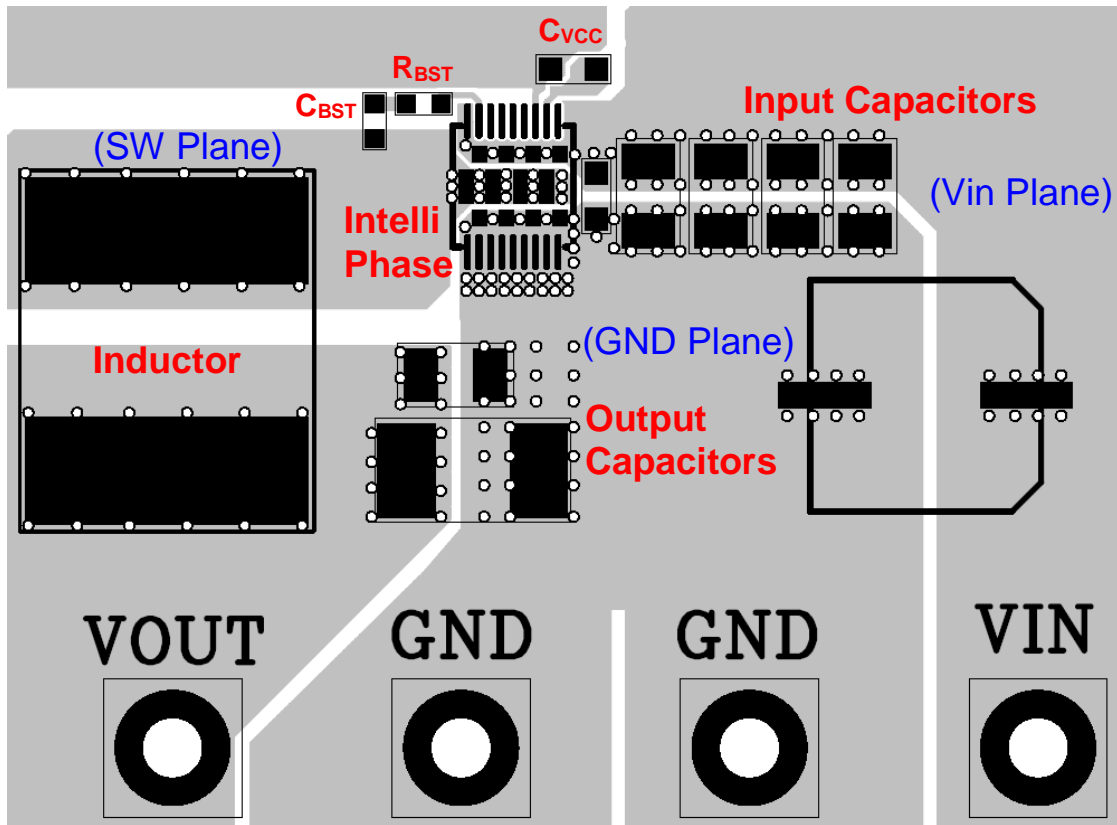 CVCC
RBST
CBST
Input Capacitors
(SW Plane)
(Vin Plane)
Intelli
Phase
(GND Plane)
Inductor
Output
Capacitors
VOUT
GND
GND
VIN